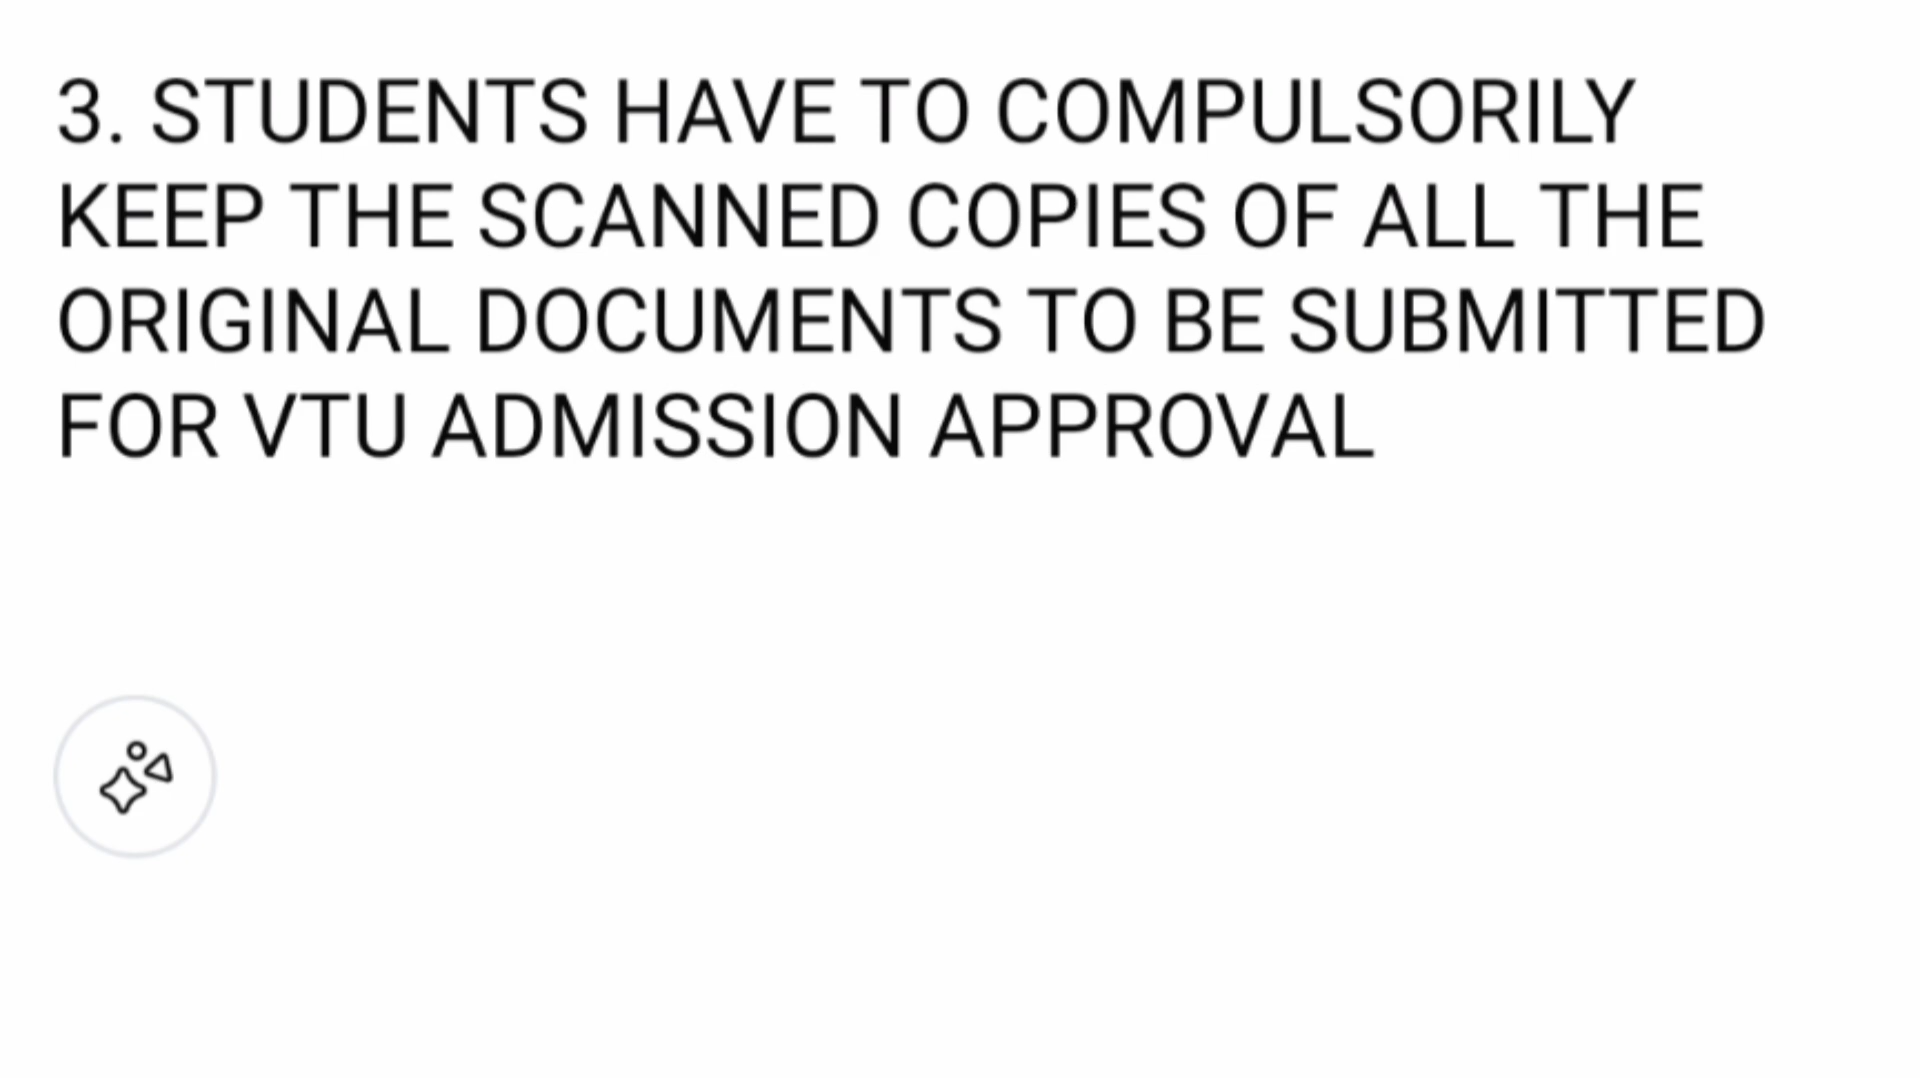 3. STUDENTS HAVE TO COMPULSORILY
KEEP THE SCANNED COPIES OF ALL THE
ORIGINAL DOCUMENTS TO BE SUBMITTED
FOR VTU ADMISSION APPROVAL